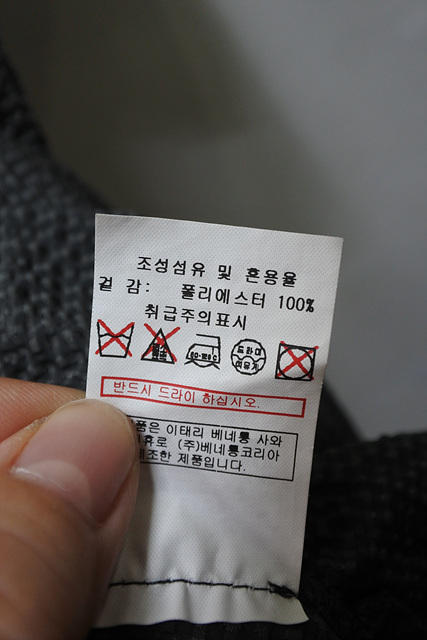 조성섬유 및 혼용율
겉 감: 폴리에스터 100%
취급주의표시
드라이
반드시 드라이 하십시오.
품은 이태리 베네통 사와
휴로 (주)베네통코리아
조한 제품입니다.